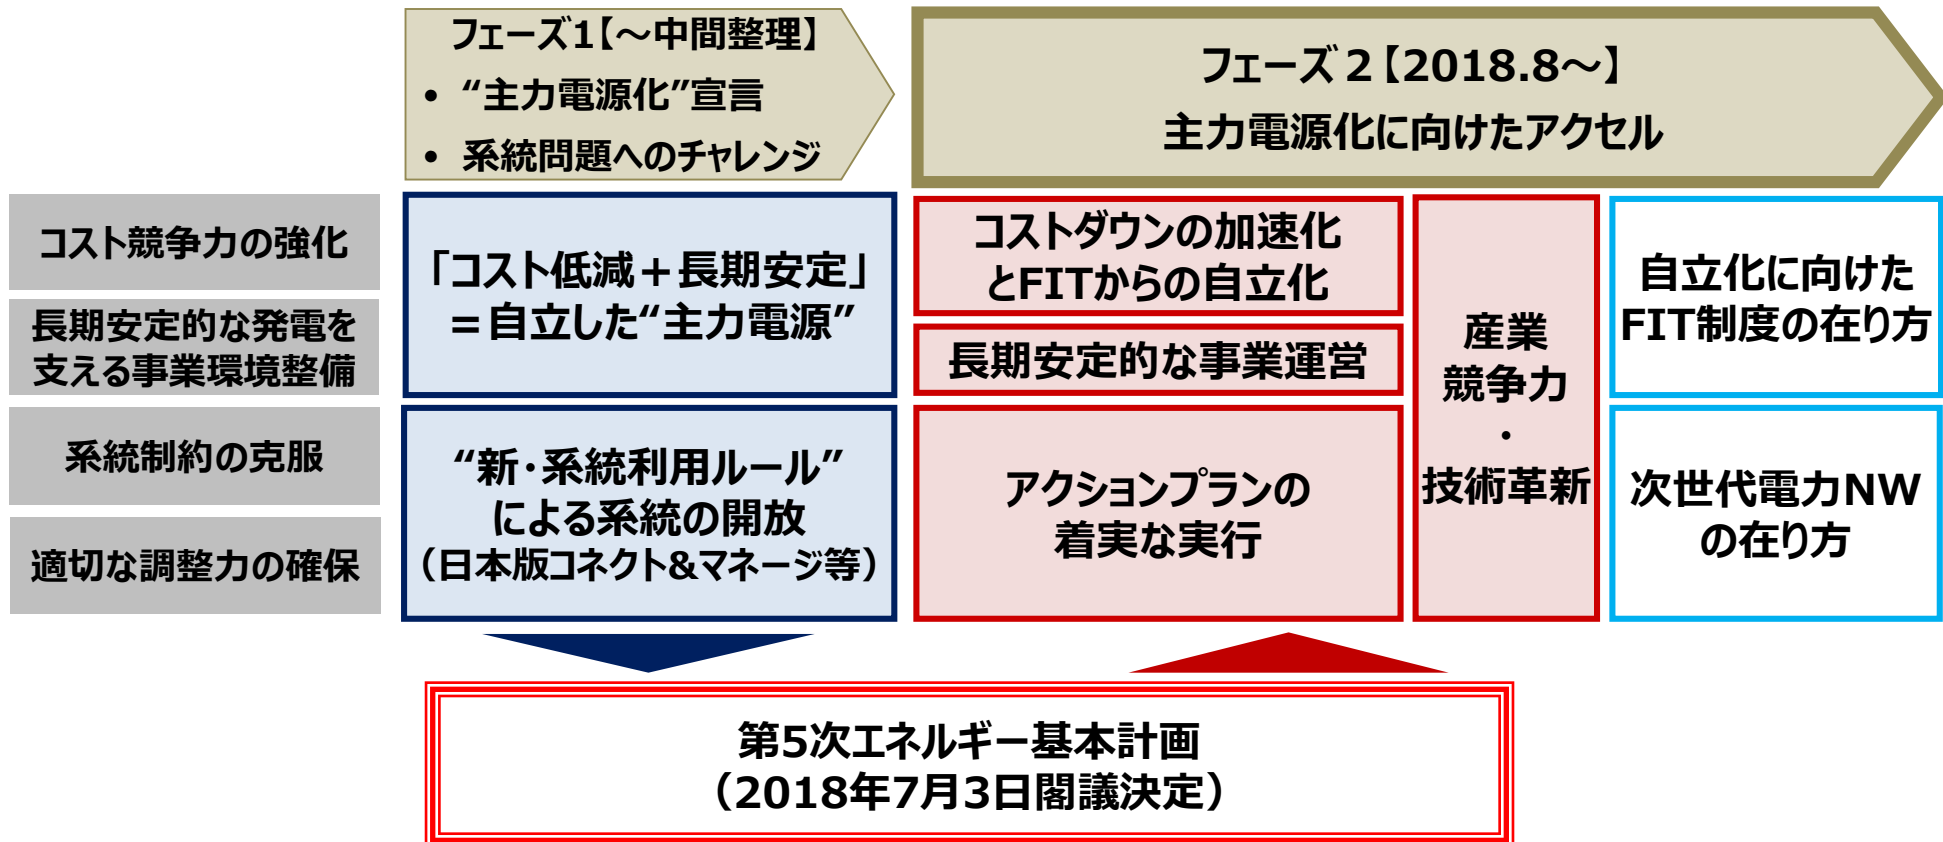 フェーズ1【～中間整理】
• “主力電源化”宣言
• 系統問題へのチャレンジ
フェーズ２【2018.8～】
主力電源化に向けたアクセル
コスト競争力の強化
長期安定的な発電を
支える事業環境整備
系統制約の克服
適切な調整力の確保
「コスト低減＋長期安定」
＝自立した“主力電源”
“新・系統利用ルール”
による系統の開放
（日本版コネクト&マネージ等）
コストダウンの加速化
とFITからの自立化
長期安定的な事業運営
アクションプランの
着実な実行
産業
競争力
・
技術革新
自立化に向けた
FIT制度の在り方
次世代電力NW
の在り方
第5次エネルギー基本計画
（2018年7月3日閣議決定）